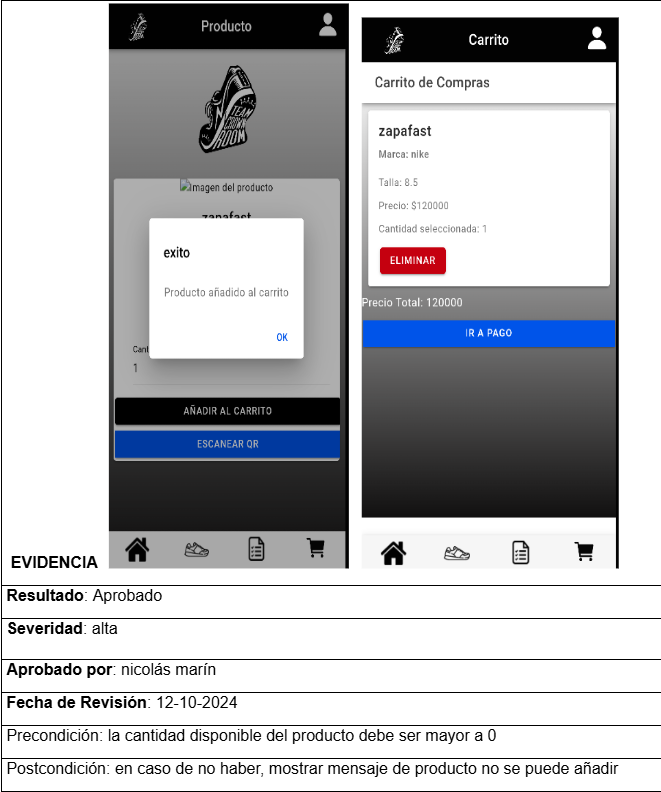 Producto
TEAM
CROWN
ROOM
Imagen del producto
zapafast
exito
Producto añadido al carrito
OK
Cant
1
AÑADIR AL CARRITO
ESCANEAR QR
Carrito
Carrito de Compras
zapafast
Marca: nike
Talla: 8.5
Precio: $120000
Cantidad seleccionada: 1
ELIMINAR
Precio Total: 120000
IR A PAGO
EVIDENCIA
Resultado: Aprobado
Severidad: alta
Aprobado por: nicolás marín
Fecha de Revisión: 12-10-2024
Precondición: la cantidad disponible del producto debe ser mayor a 0
Postcondición: en caso de no haber, mostrar mensaje de producto no se puede añadir